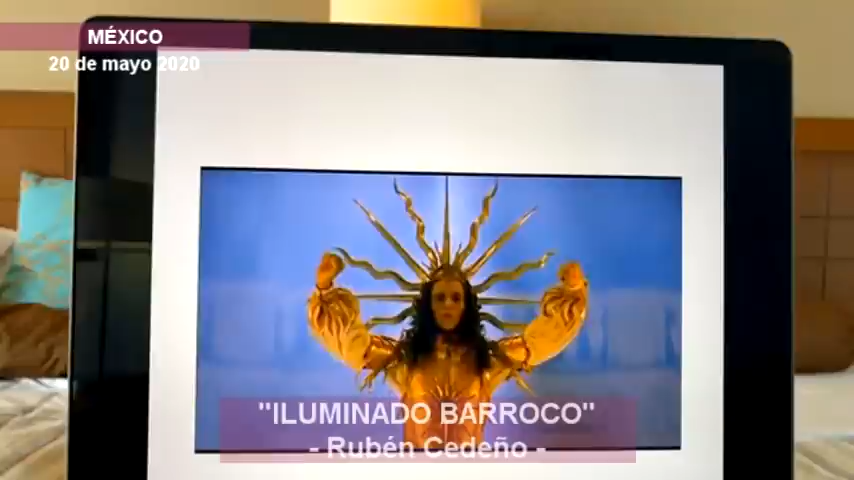 MÉXICO
20 de mayo 2020
"ILUMINADO BARROCO"
- Rubén Cedeño -